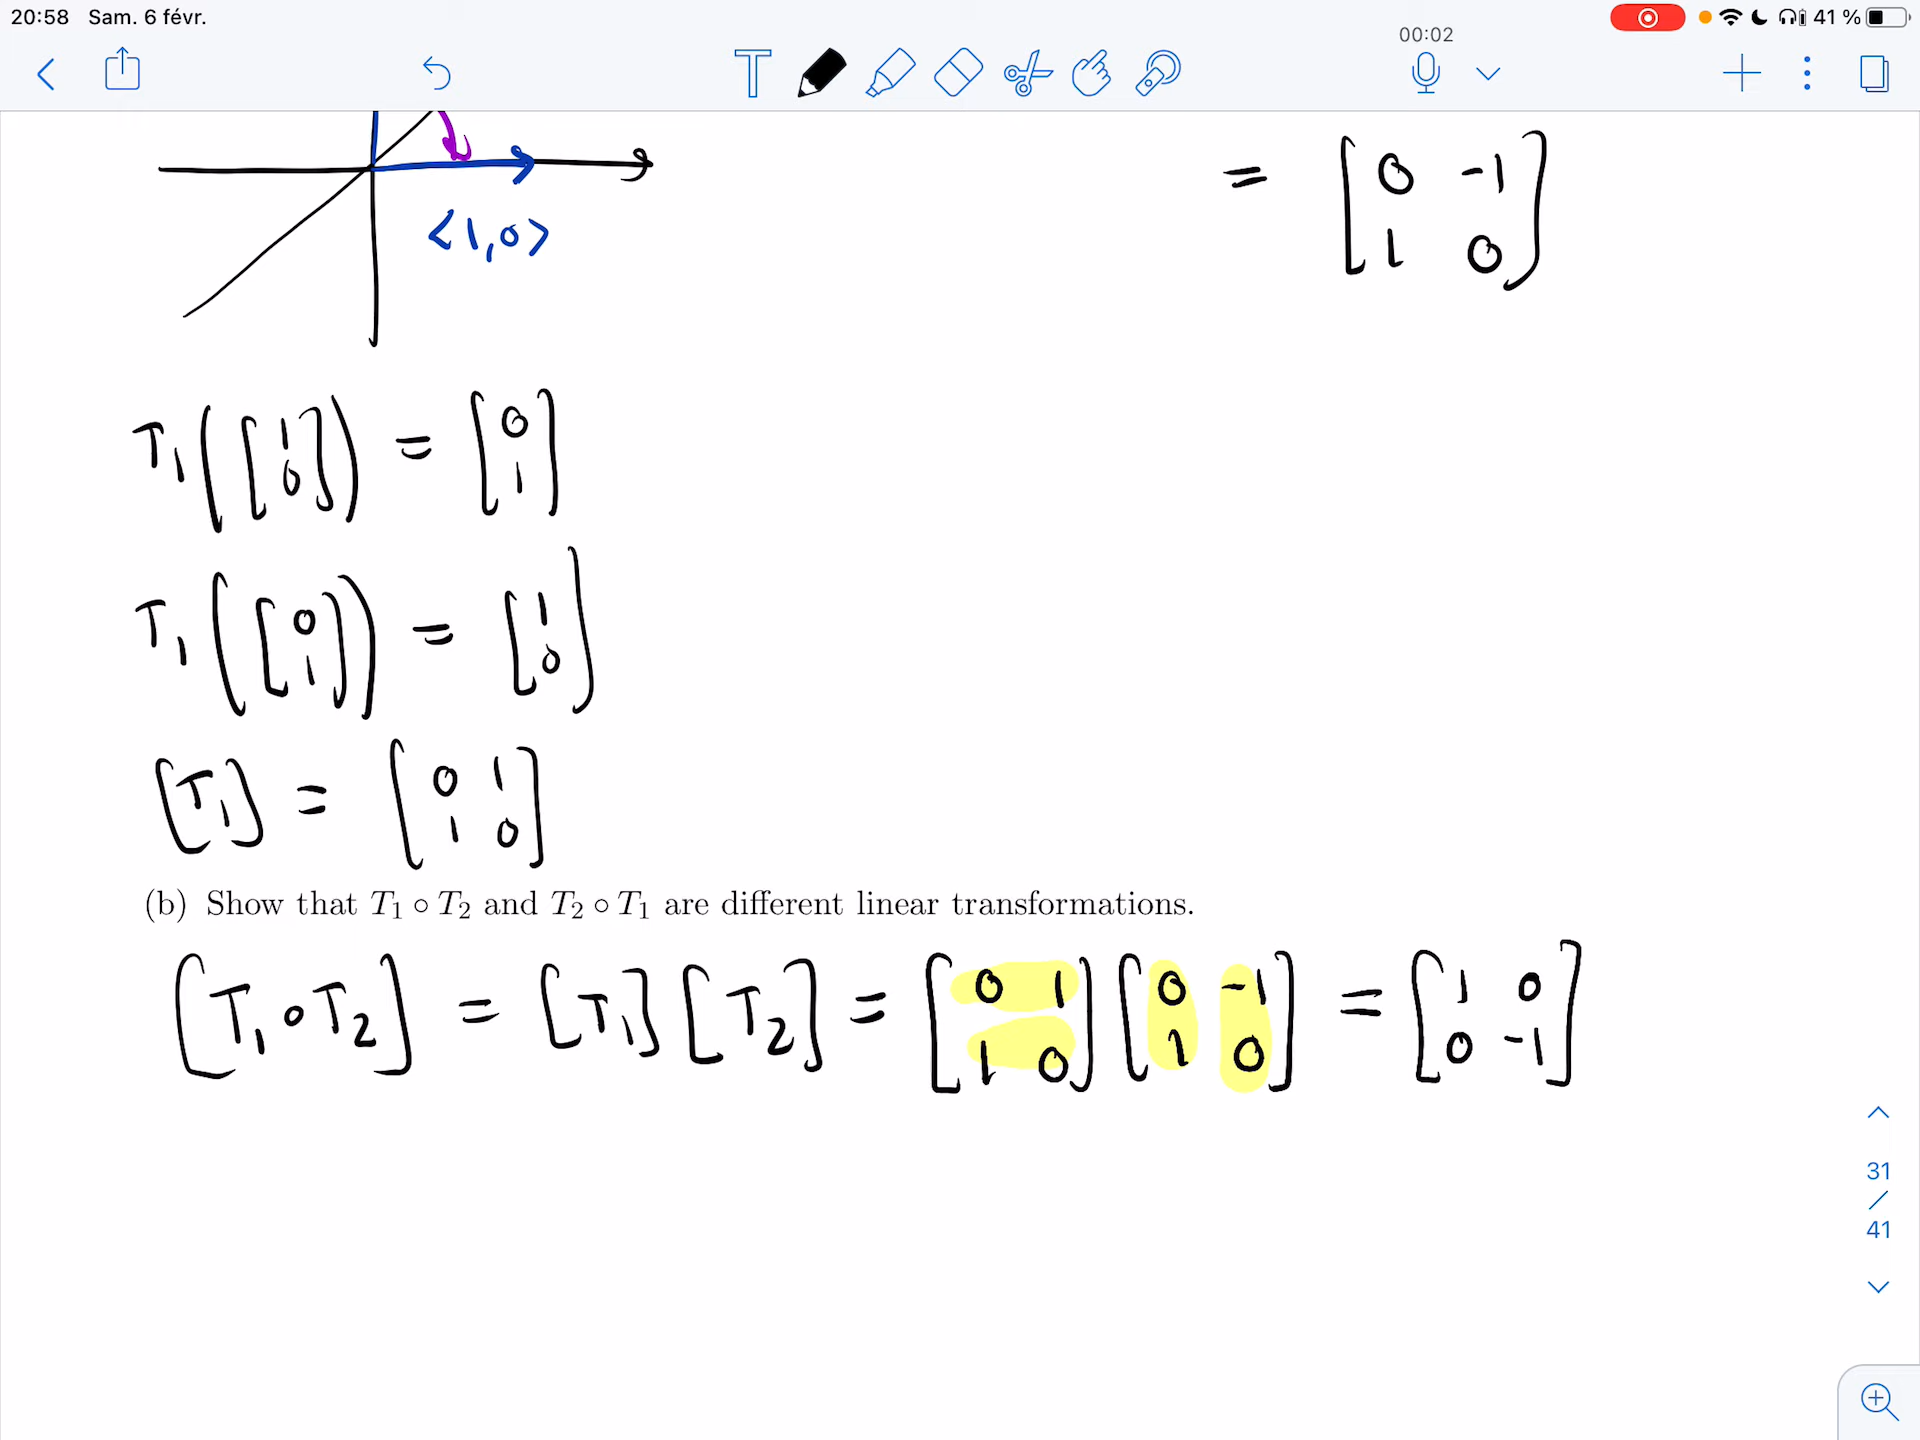 20:58 Sam. 6 févr. 41 %
00:02
T
<1,0>
= [0 -1
1 0]
T₁([1
0]) = [0
1]
T₁([0
1]) = [1
0]
[T₁] = [0 1
1 0]
(b) Show that T₁ ∘ T₂ and T₂ ∘ T₁ are different linear transformations.
[T₁∘T₂] = [T₁][T₂] = [0 1
1 0] [0 -1
1 0] = [1 0
0 -1]
31
/
41